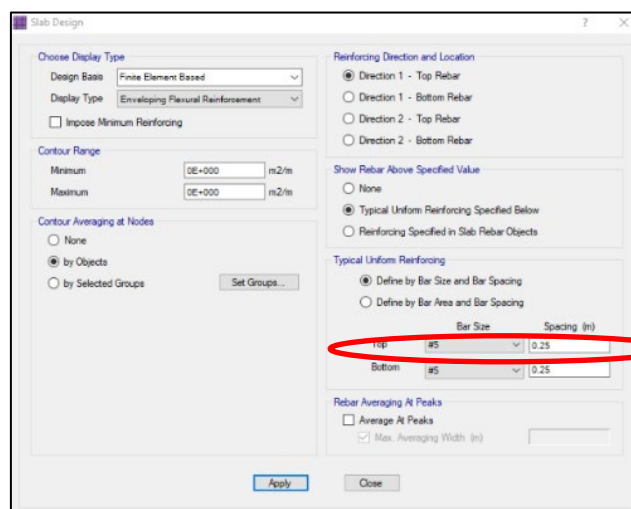 Slab Design ? ×
Choose Display Type
Design Basis Finite Element Based
Display Type Enveloping Flexural Reinforcement
Impose Minimum Reinforcing
Contour Range
Minimum 0E+000 m2/m
Maximum 0E+000 m2/m
Contour Averaging at Nodes
None
by Objects
by Selected Groups Set Groups...
Reinforcing Direction and Location
Direction 1 - Top Rebar
Direction 1 - Bottom Rebar
Direction 2 - Top Rebar
Direction 2 - Bottom Rebar
Show Rebar Above Specified Value
None
Typical Uniform Reinforcing Specified Below
Reinforcing Specified in Slab Rebar Objects
Typical Uniform Reinforcing
Define by Bar Size and Bar Spacing
Define by Bar Area and Bar Spacing
Bar Size Spacing (m)
Top #5 0.25
Bottom #5 0.25
Rebar Averaging At Peaks
Average At Peaks
Max. Averaging Width (m)
Apply Close